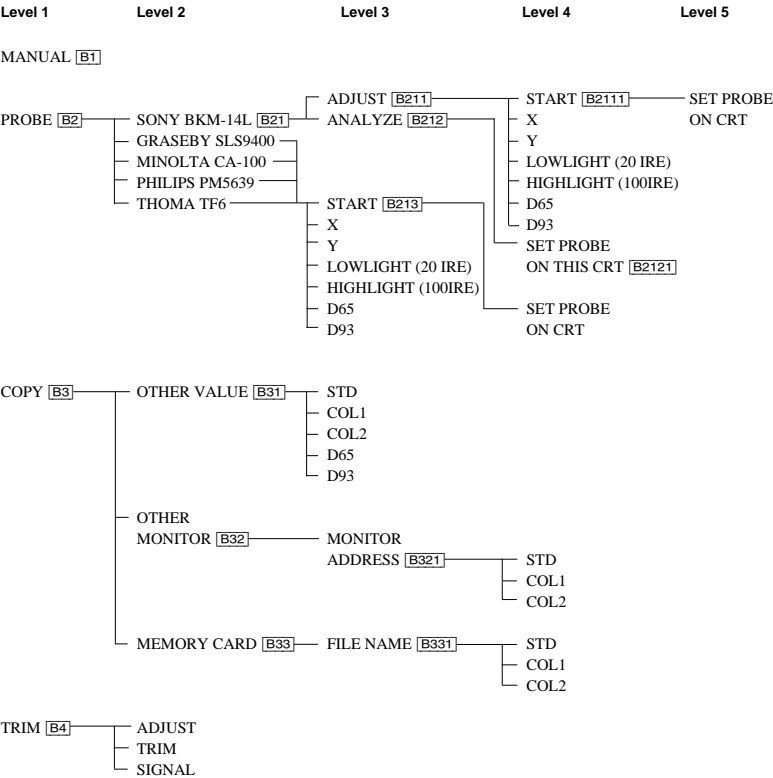 Level 1 Level 2 Level 3 Level 4 Level 5
MANUAL B1
ADJUST B211 START B2111 SET PROBE
PROBE B2 SONY BKM-14L B21 ANALYZE B212 X ON CRT
GRASEBY SLS9400 Y
MINOLTA CA-100 LOWLIGHT (20 IRE)
PHILIPS PM5639 HIGHLIGHT (100IRE)
THOMA TF6 START B213 D65
X D93
Y SET PROBE
LOWLIGHT (20 IRE) ON THIS CRT B2121
HIGHLIGHT (100IRE)
D65 SET PROBE
D93 ON CRT
COPY B3 OTHER VALUE B31 STD
COL1
COL2
D65
D93
OTHER
MONITOR B32 MONITOR
ADDRESS B321 STD
COL1
COL2
MEMORY CARD B33 FILE NAME B331 STD
COL1
COL2
TRIM B4 ADJUST
TRIM
SIGNAL